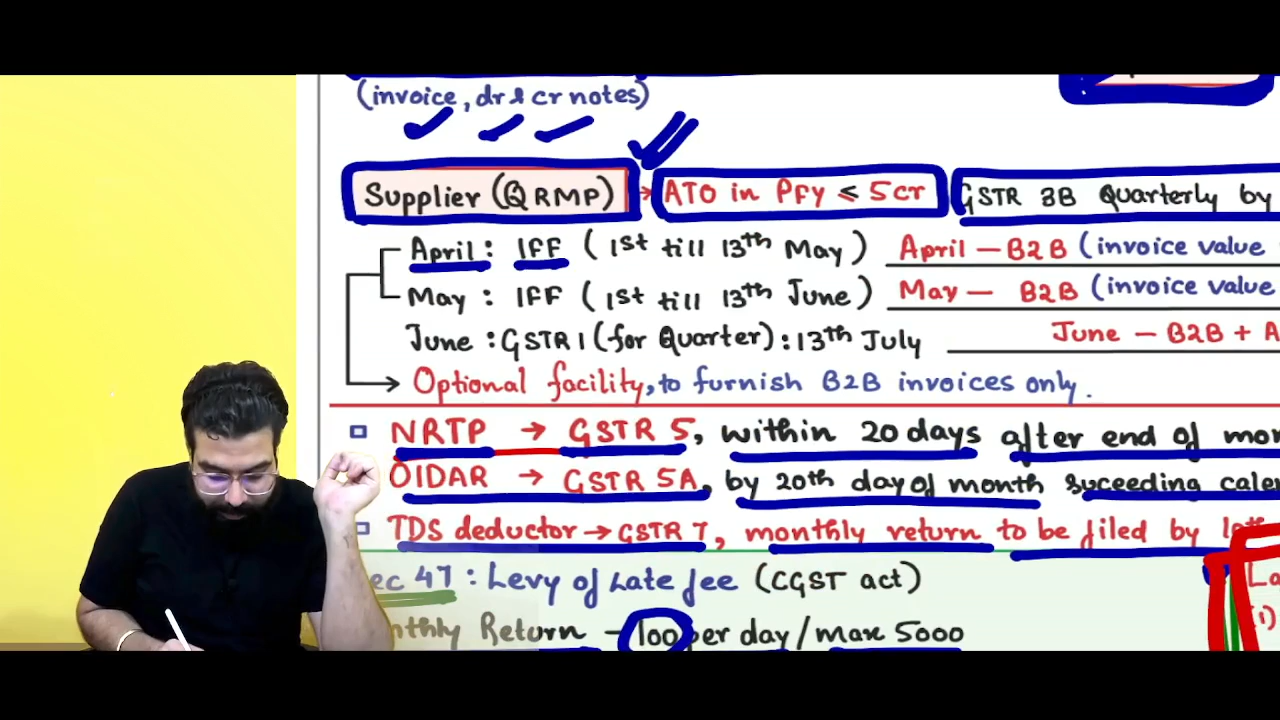 (invoice, dr & cr notes)
Supplier (QRMP) → ATO in Pfy ≤ 5cr GSTR 3B Quarterly by
April : IFF (1st till 13th May) April – B2B (invoice value
May : IFF (1st till 13th June) May – B2B (invoice value
June : GSTR1 (for Quarter) : 13th July June – B2B + A
→ Optional facility, to furnish B2B invoices only.
NRTP → GSTR 5, within 20 days after end of mon
OIDAR → GSTR 5A, by 20th day of month suceeding calen
TDS deductor → GSTR 7, monthly return to be filed by 10th
ec 47 : Levy of Late fee (CGST act)
La
nthly Return – 100 per day / max 5000
(i)